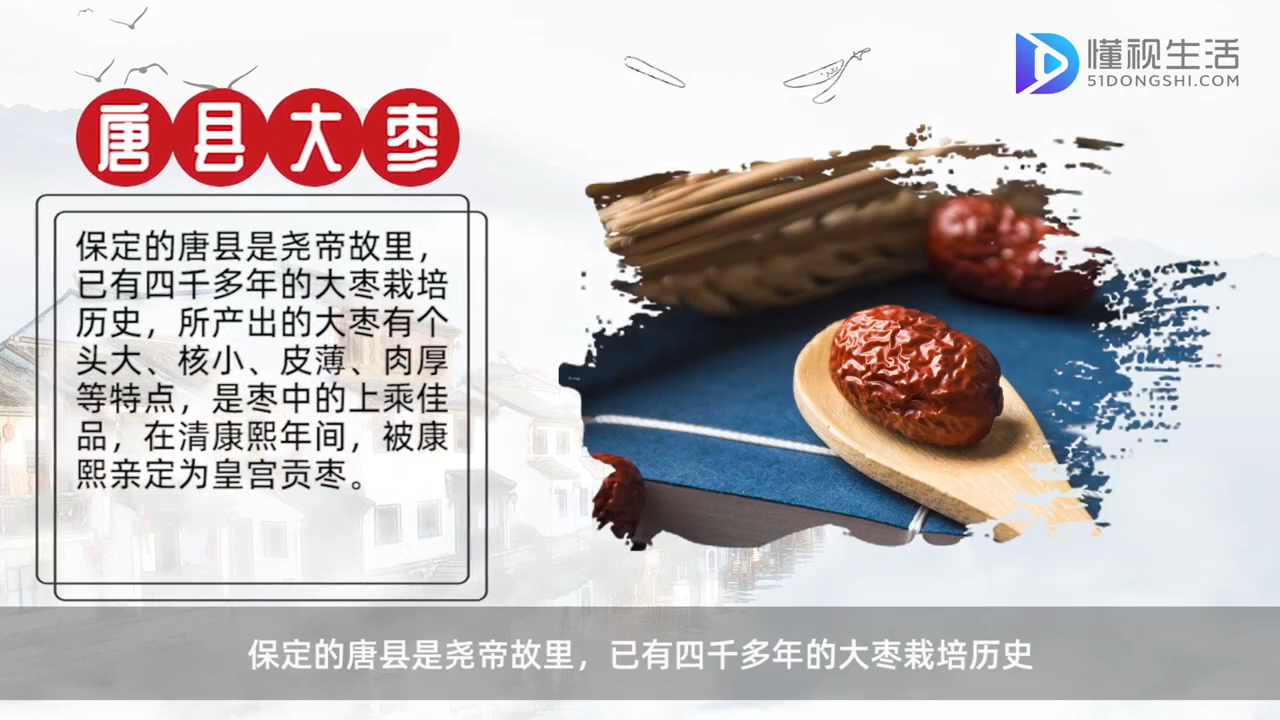 懂视生活
51DONGSHI.COM
唐县大枣
保定的唐县是尧帝故里，
已有四千多年的大枣栽培
历史，所产出的大枣有个
头大、核小、皮薄、肉厚
等特点，是枣中的上乘佳
品，在清康熙年间，被康
熙亲定为皇宫贡枣。
保定的唐县是尧帝故里，已有四千多年的大枣栽培历史